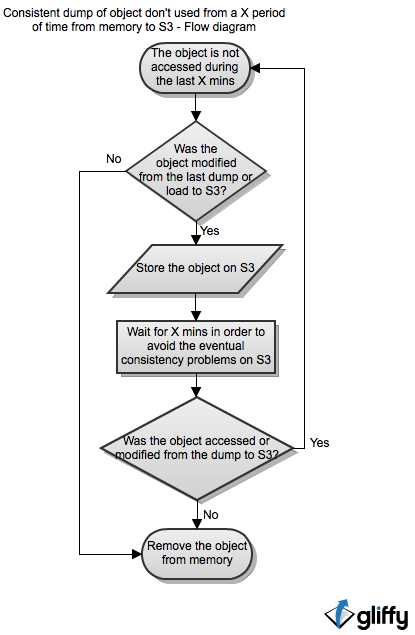 Consistent dump of object don't used from a X period
of time from memory to S3 - Flow diagram
The object is not
accessed during
the last X mins
Was the
object modified
from the last dump or
load to S3?
No
Yes
Store the object on S3
Wait for X mins in order to
avoid the eventual
consistency problems on S3
Was the object accessed or
modified from the dump to S3?
Yes
No
Remove the object
from memory
gliffy